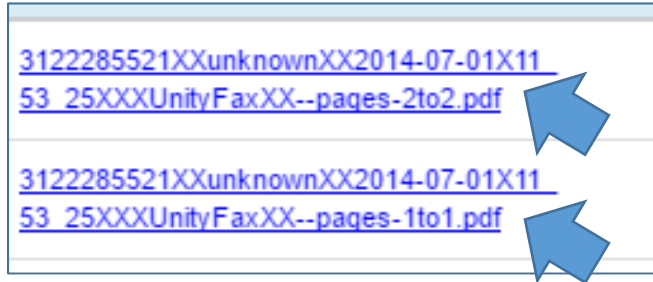 3122285521XXunknownXX2014-07-01X11_
53_25XXXUnityFaxXX--pages-2to2.pdf
3122285521XXunknownXX2014-07-01X11_
53_25XXXUnityFaxXX--pages-1to1.pdf